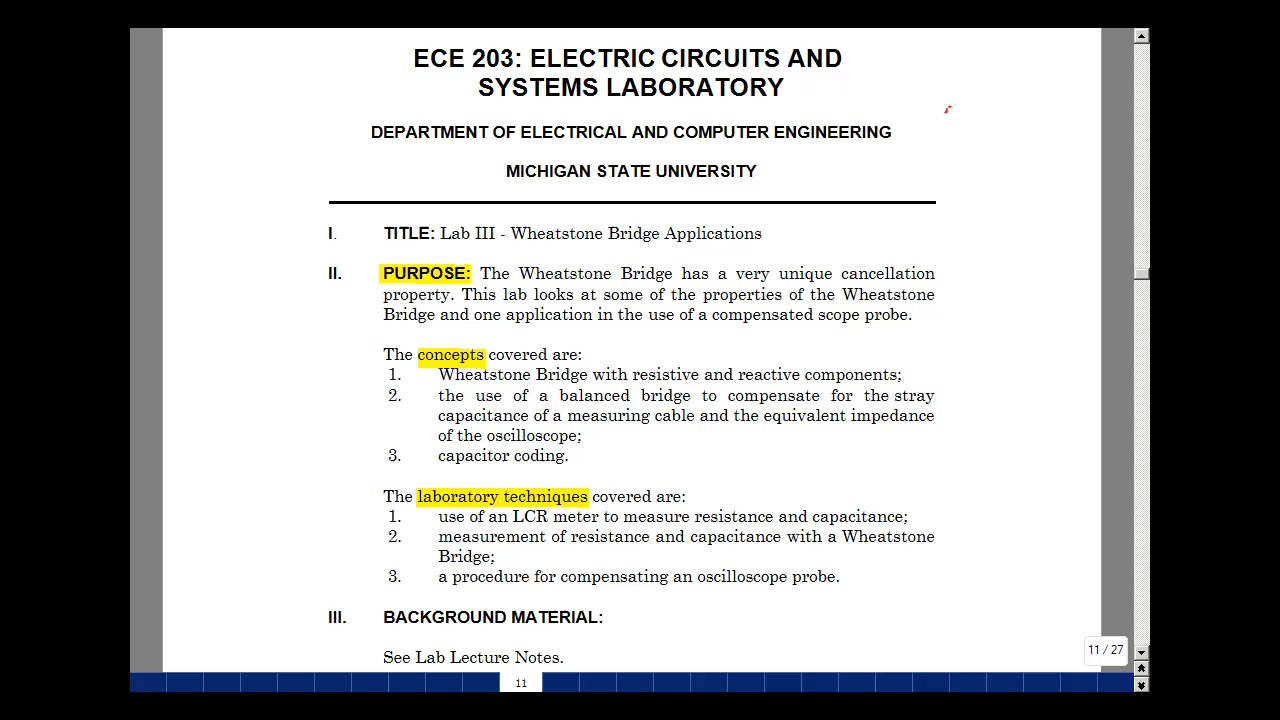 ECE 203: ELECTRIC CIRCUITS AND
SYSTEMS LABORATORY
DEPARTMENT OF ELECTRICAL AND COMPUTER ENGINEERING
MICHIGAN STATE UNIVERSITY
I. TITLE: Lab III - Wheatstone Bridge Applications
II. PURPOSE: The Wheatstone Bridge has a very unique cancellation
property. This lab looks at some of the properties of the Wheatstone
Bridge and one application in the use of a compensated scope probe.
The concepts covered are:
1. Wheatstone Bridge with resistive and reactive components;
2. the use of a balanced bridge to compensate for the stray
capacitance of a measuring cable and the equivalent impedance
of the oscilloscope;
3. capacitor coding.
The laboratory techniques covered are:
1. use of an LCR meter to measure resistance and capacitance;
2. measurement of resistance and capacitance with a Wheatstone
Bridge;
3. a procedure for compensating an oscilloscope probe.
III. BACKGROUND MATERIAL:
See Lab Lecture Notes.
11 / 27
11